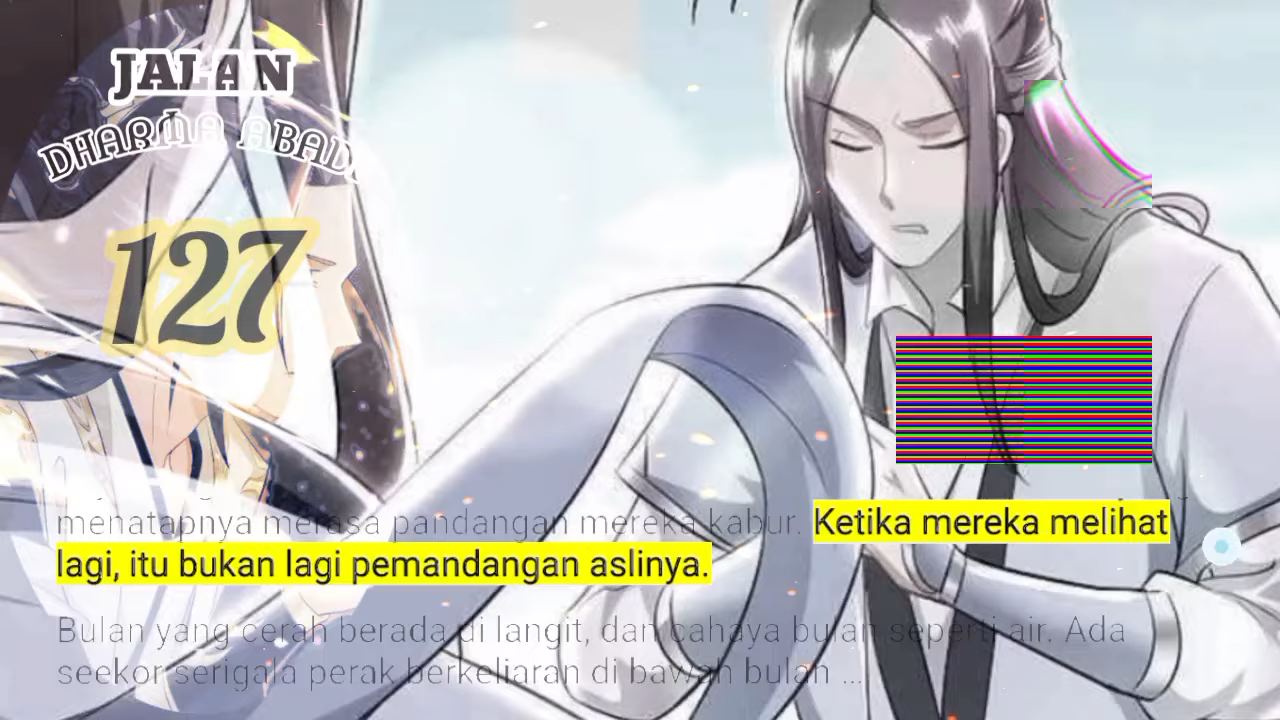 JALAN
DHARMA ABADI
127
menatapnya merasa pandangan mereka kabur. Ketika mereka melihat
lagi, itu bukan lagi pemandangan aslinya.
Bulan yang cerah berada di langit, dan cahaya bulan seperti air. Ada
seekor serigala perak berkeliaran di bawah bulan ...